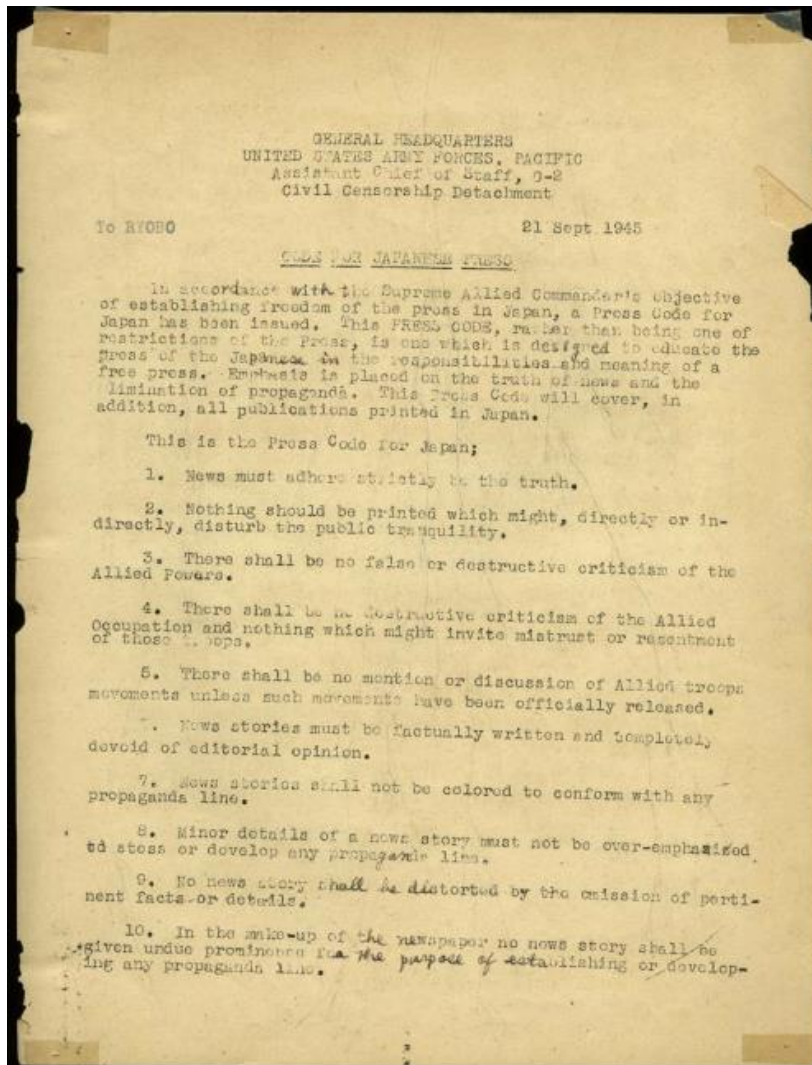 GENERAL HEADQUARTERS
UNITED STATES ARMY FORCES, PACIFIC
Assistant Chief of Staff, G-2
Civil Censorship Detachment
To RYOBO
21 Sept 1945
CODE FOR JAPANESE PRESS
In accordance with the Supreme Allied Commander's objective
of establishing freedom of the press in Japan, a Press Code for
Japan has been issued. This PRESS CODE, rather than being one of
restrictions of the Press, is one which is designed to educate the
press of the Japanese in the responsibilities and meaning of a
free press. Emphasis is placed on the truth of news and the
limination of propaganda. This Press Code will cover, in
addition, all publications printed in Japan.
This is the Press Code for Japan;
1. News must adhere strictly to the truth.
2. Nothing should be printed which might, directly or in-
directly, disturb the public tranquility.
3. There shall be no false or destructive criticism of the
Allied Powers.
4. There shall be no destructive criticism of the Allied
Occupation and nothing which might invite mistrust or resentment
of those troops.
5. There shall be no mention or discussion of Allied troops
movements unless such movements have been officially released.
. News stories must be factually written and completely
devoid of editorial opinion.
7. News stories shall not be colored to conform with any
propaganda line.
8. Minor details of a news story must not be over-emphasized
to stess or develop any propaganda line.
9. No news story shall be distorted by the omission of perti-
nent facts or details.
10. In the make-up of the newspaper no news story shall be
given undue prominence for the purpose of establishing or develop-
ing any propaganda line.